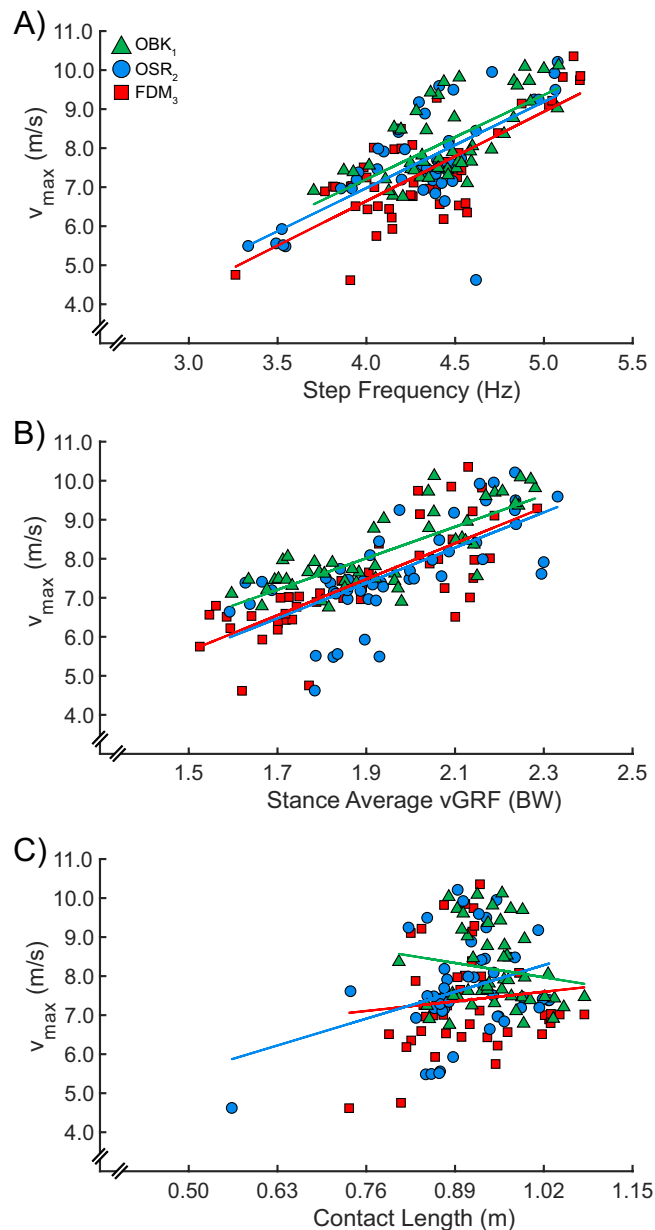 A)
OBK₁
OSR₂
FDM₃
11.0
10.0
9.0
8.0
7.0
6.0
5.0
4.0
v_max (m/s)
3.0 3.5 4.0 4.5 5.0 5.5
Step Frequency (Hz)
B)
11.0
10.0
9.0
8.0
7.0
6.0
5.0
4.0
v_max (m/s)
1.5 1.7 1.9 2.1 2.3 2.5
Stance Average vGRF (BW)
C)
11.0
10.0
9.0
8.0
7.0
6.0
5.0
4.0
v_max (m/s)
0.50 0.63 0.76 0.89 1.02 1.15
Contact Length (m)